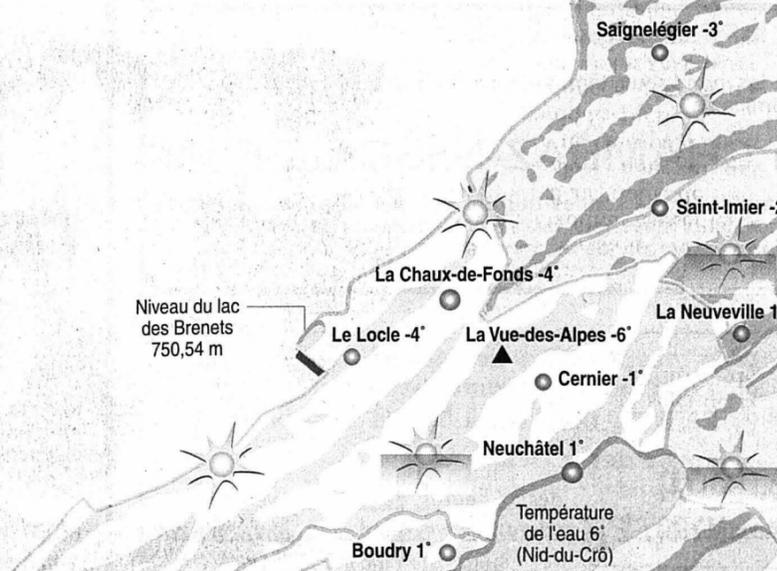 Saignelégier -3°
Saint-Imier -2
La Chaux-de-Fonds -4°
Niveau du lac
des Brenets
750,54 m
Le Locle -4°
La Vue-des-Alpes -6°
La Neuveville 1
Cernier -1°
Neuchâtel 1°
Température
de l'eau 6°
(Nid-du-Crô)
Boudry 1°